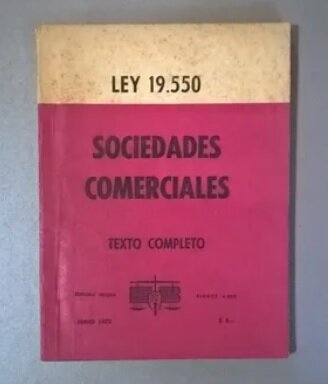 LEY 19.550
SOCIEDADES
COMERCIALES
TEXTO COMPLETO